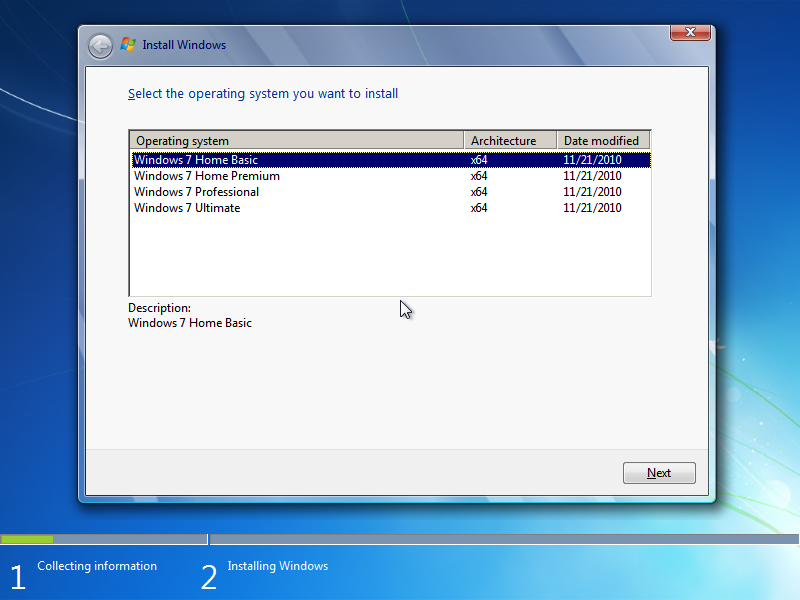 Install Windows
Select the operating system you want to install
Operating system Architecture Date modified
Windows 7 Home Basic x64 11/21/2010
Windows 7 Home Premium x64 11/21/2010
Windows 7 Professional x64 11/21/2010
Windows 7 Ultimate x64 11/21/2010
Description:
Windows 7 Home Basic
Next
1 Collecting information 2 Installing Windows